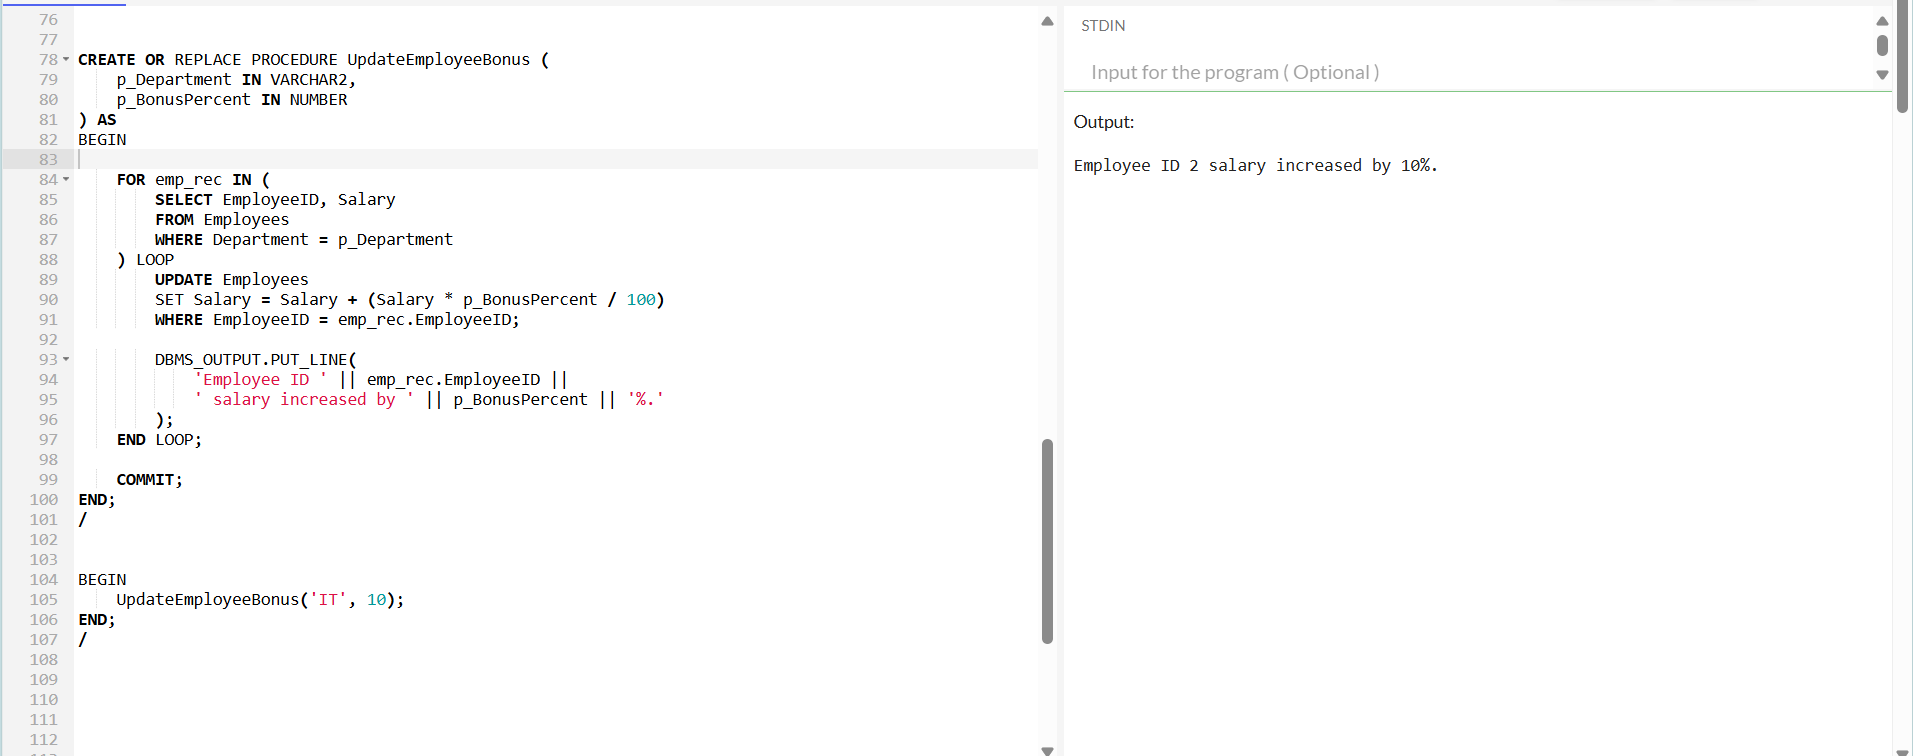 76
77
78 CREATE OR REPLACE PROCEDURE UpdateEmployeeBonus (
79     p_Department IN VARCHAR2,
80     p_BonusPercent IN NUMBER
81 ) AS
82 BEGIN
83
84     FOR emp_rec IN (
85         SELECT EmployeeID, Salary
86         FROM Employees
87         WHERE Department = p_Department
88     ) LOOP
89         UPDATE Employees
90         SET Salary = Salary + (Salary * p_BonusPercent / 100)
91         WHERE EmployeeID = emp_rec.EmployeeID;
92
93         DBMS_OUTPUT.PUT_LINE(
94             'Employee ID ' || emp_rec.EmployeeID ||
95             ' salary increased by ' || p_BonusPercent || '%.'
96         );
97     END LOOP;
98
99     COMMIT;
100 END;
101 /
102
103
104 BEGIN
105     UpdateEmployeeBonus('IT', 10);
106 END;
107 /
108
109
110
111
112
STDIN
Input for the program ( Optional )
Output:
Employee ID 2 salary increased by 10%.